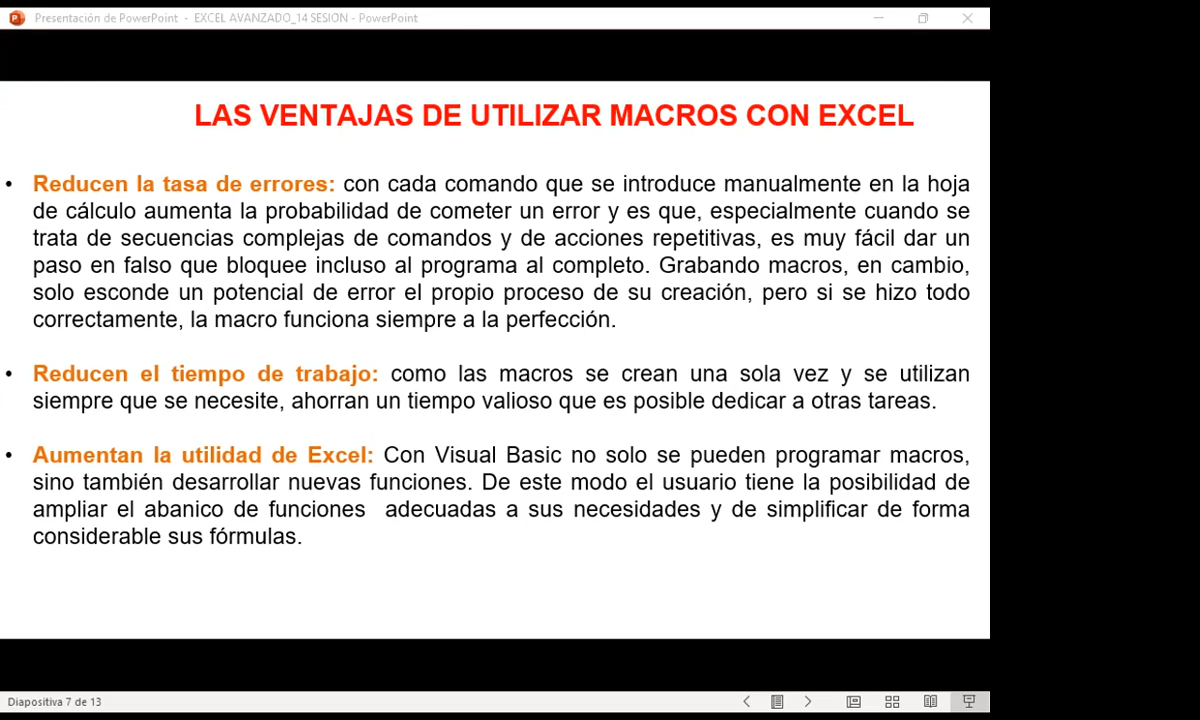 Presentación de PowerPoint - EXCEL AVANZADO_14 SESION - PowerPoint
LAS VENTAJAS DE UTILIZAR MACROS CON EXCEL
• Reducen la tasa de errores: con cada comando que se introduce manualmente en la hoja
de cálculo aumenta la probabilidad de cometer un error y es que, especialmente cuando se
trata de secuencias complejas de comandos y de acciones repetitivas, es muy fácil dar un
paso en falso que bloquee incluso al programa al completo. Grabando macros, en cambio,
solo esconde un potencial de error el propio proceso de su creación, pero si se hizo todo
correctamente, la macro funciona siempre a la perfección.
• Reducen el tiempo de trabajo: como las macros se crean una sola vez y se utilizan
siempre que se necesite, ahorran un tiempo valioso que es posible dedicar a otras tareas.
• Aumentan la utilidad de Excel: Con Visual Basic no solo se pueden programar macros,
sino también desarrollar nuevas funciones. De este modo el usuario tiene la posibilidad de
ampliar el abanico de funciones adecuadas a sus necesidades y de simplificar de forma
considerable sus fórmulas.
Diapositiva 7 de 13